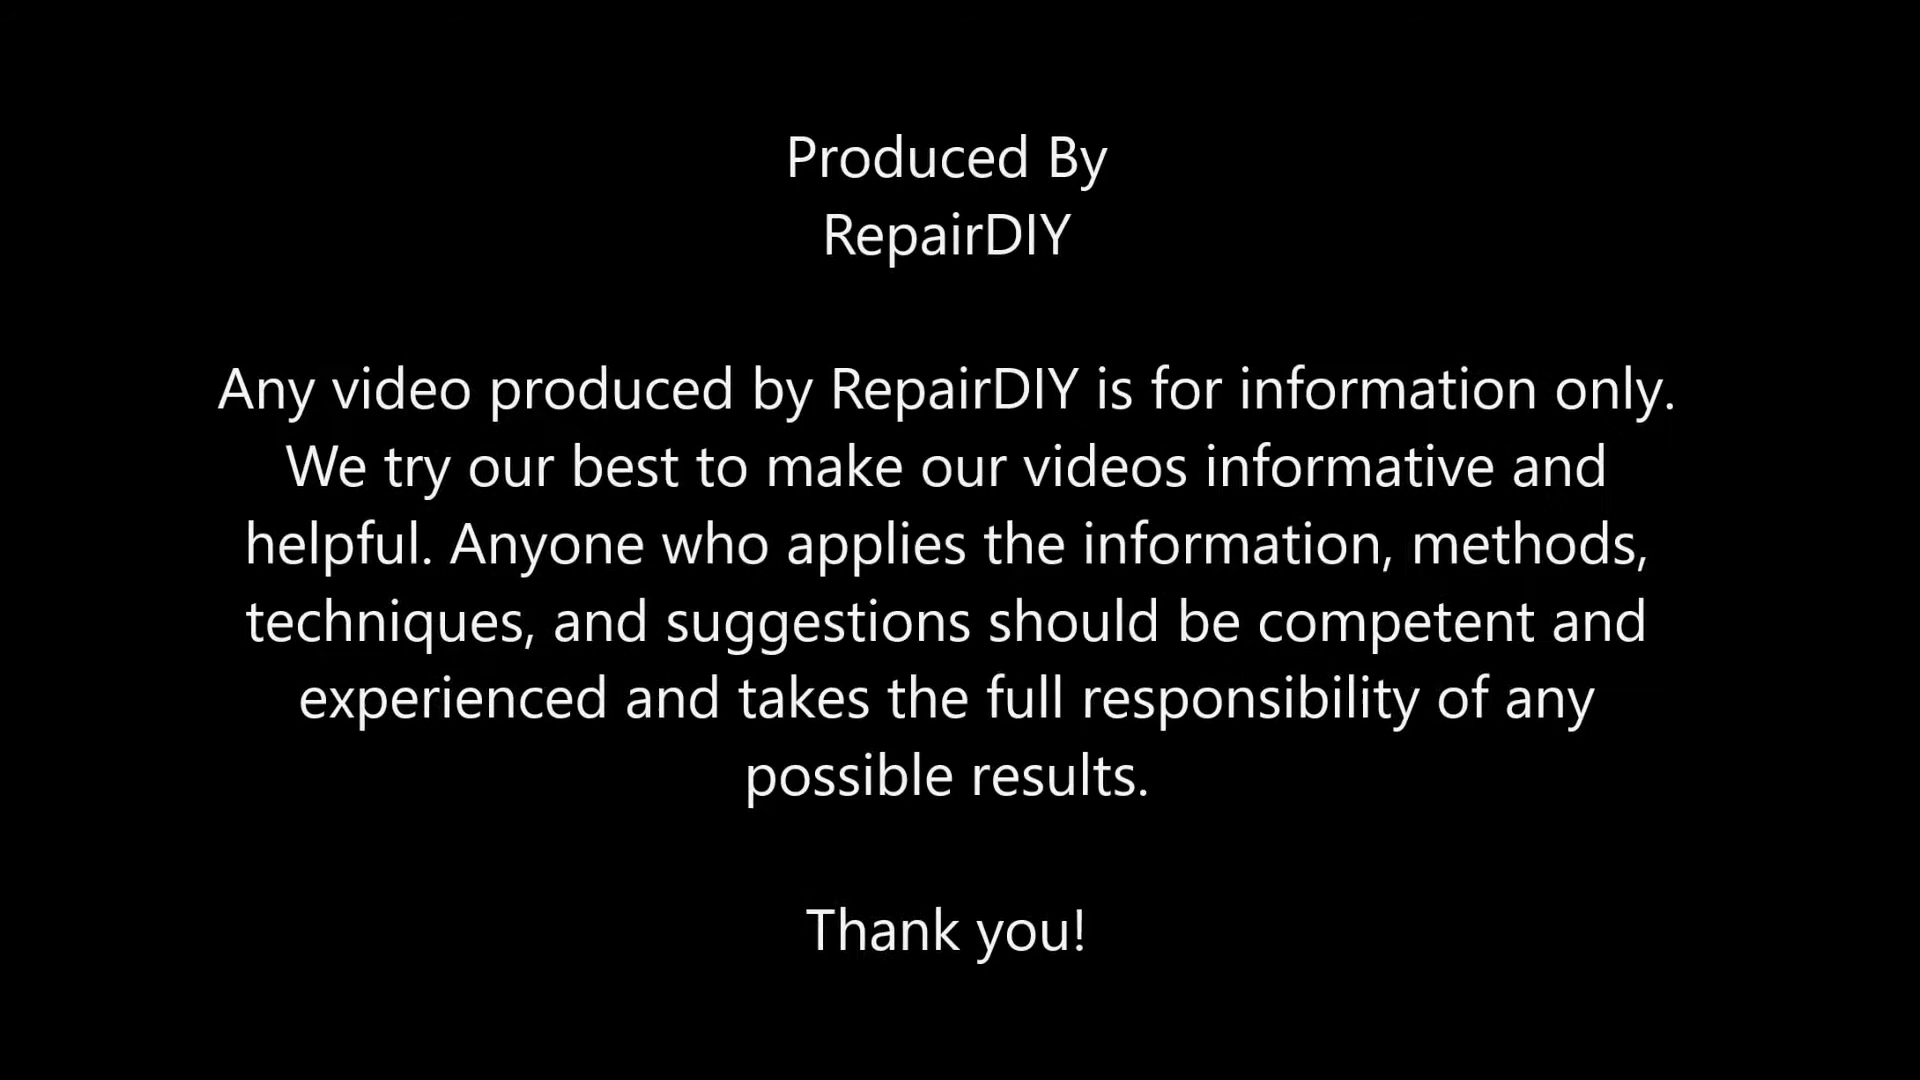 Produced By
RepairDIY
Any video produced by RepairDIY is for information only.
We try our best to make our videos informative and
helpful. Anyone who applies the information, methods,
techniques, and suggestions should be competent and
experienced and takes the full responsibility of any
possible results.
Thank you!